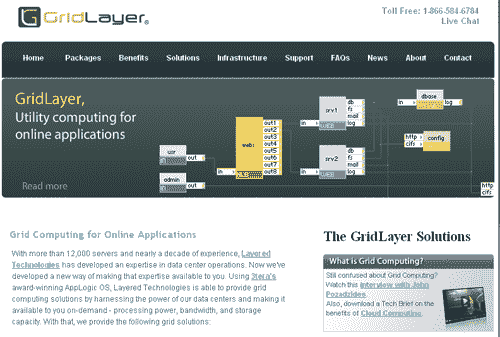 GridLayer®
Toll Free: 1-866-584-6784
Live Chat
Home Packages Benefits Solutions Infrastructure Support FAQs News About Contact
GridLayer,
Utility computing for
online applications
Read more
usr
out
admin
out
in
web:
out1
out2
out3
out4
out5
out6
out7
out8
in
srv1
WEB
db
fs
mail
log
in
srv2
WEB
db
fs
mail
log
in
dbase
log
http
cifs
config
http
cifs
Grid Computing for Online Applications
With more than 12,000 servers and nearly a decade of experience, Layered
Technologies has developed an expertise in data center operations. Now we've
developed a new way of making that expertise available to you. Using 3tera's
award-winning AppLogic OS, Layered Technologies is able to provide grid
computing solutions by harnessing the power of our data centers and making it
available to you on-demand - processing power, bandwidth, and storage
capacity. With that, we provide the following grid solutions:
The GridLayer Solutions
What is Grid Computing?
Still confused about Grid Computing?
Watch this Interview with John
Pozadzides.
Also, download a Tech Brief on the
benefits of Cloud Computing.